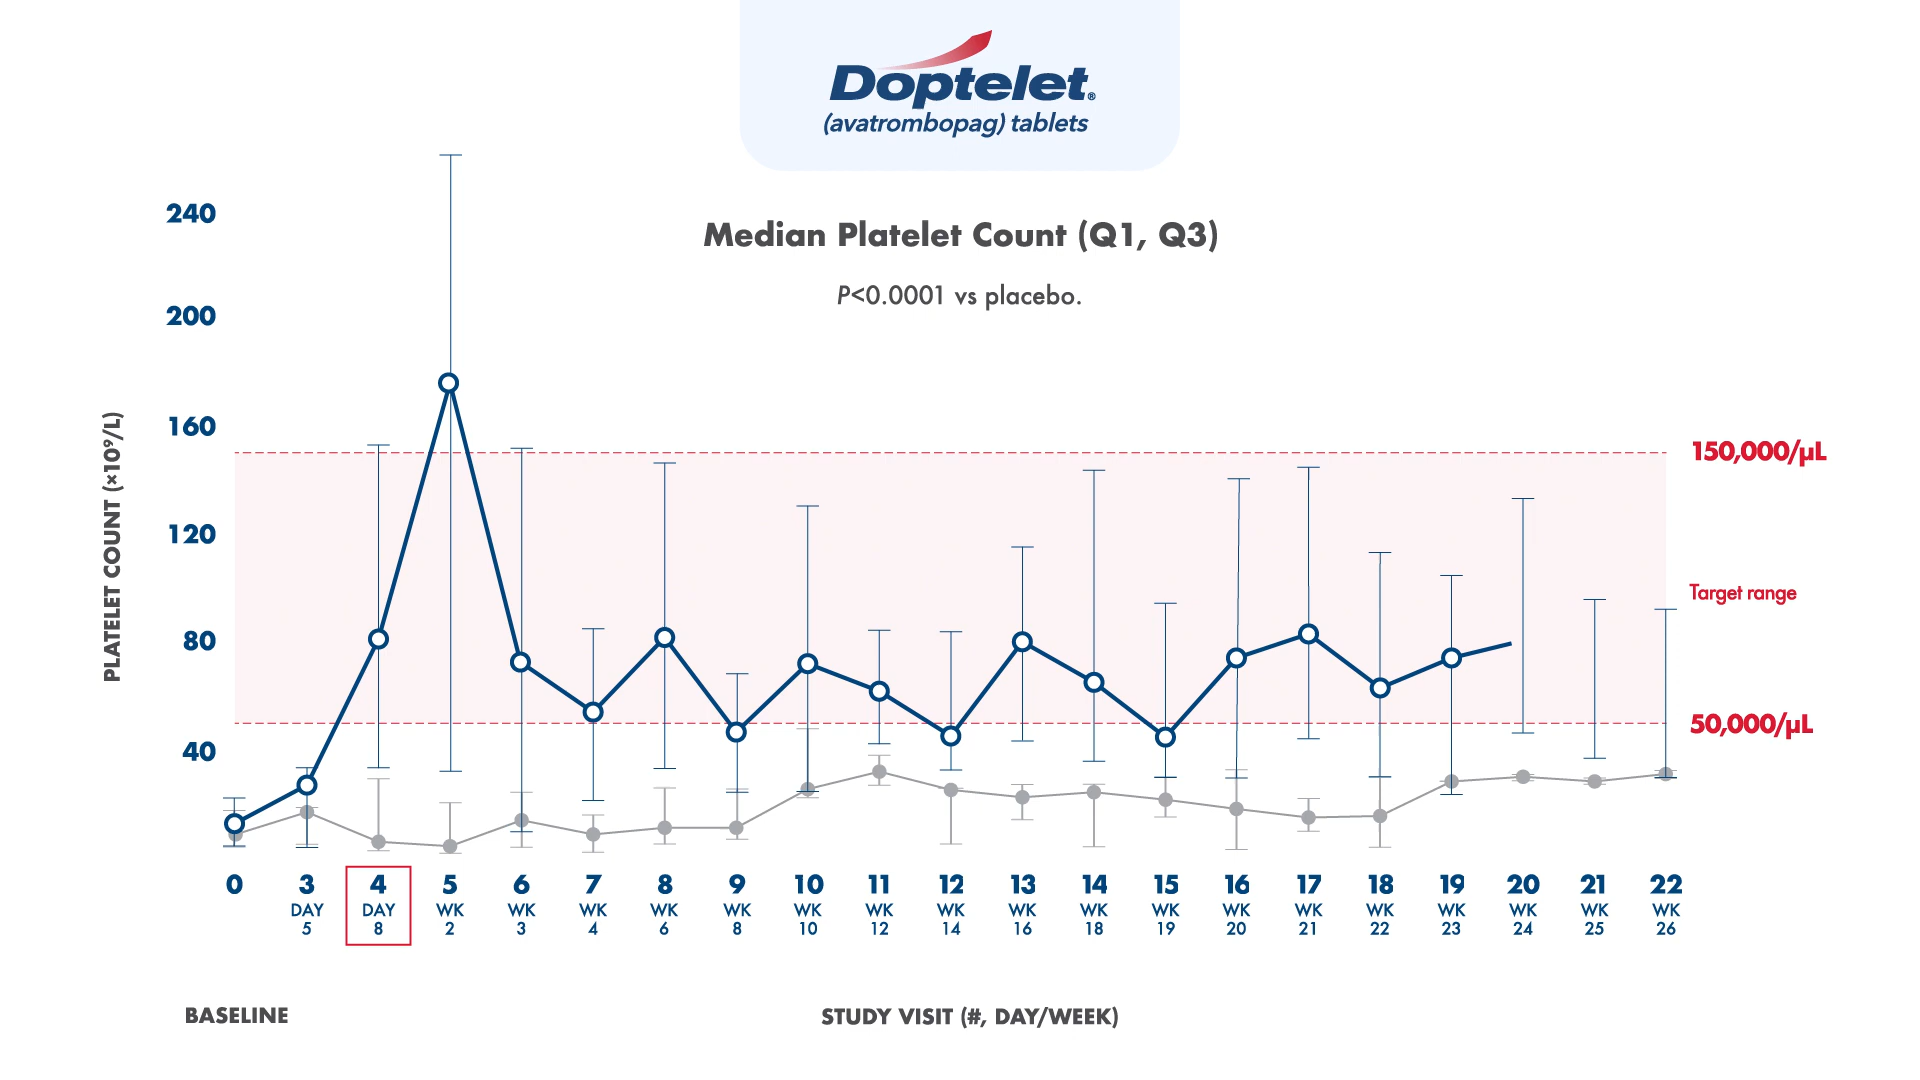 Doptelet®
(avatrombopag) tablets
Median Platelet Count (Q1, Q3)
P<0.0001 vs placebo.
PLATELET COUNT (×10⁹/L)
240
200
160
120
80
40
150,000/µL
Target range
50,000/µL
0 3 4 5 6 7 8 9 10 11 12 13 14 15 16 17 18 19 20 21 22
DAY DAY WK WK WK WK WK WK WK WK WK WK WK WK WK WK WK WK WK WK
5 8 2 3 4 6 8 10 12 14 16 18 19 20 21 22 23 24 25 26
BASELINE
STUDY VISIT (#, DAY/WEEK)